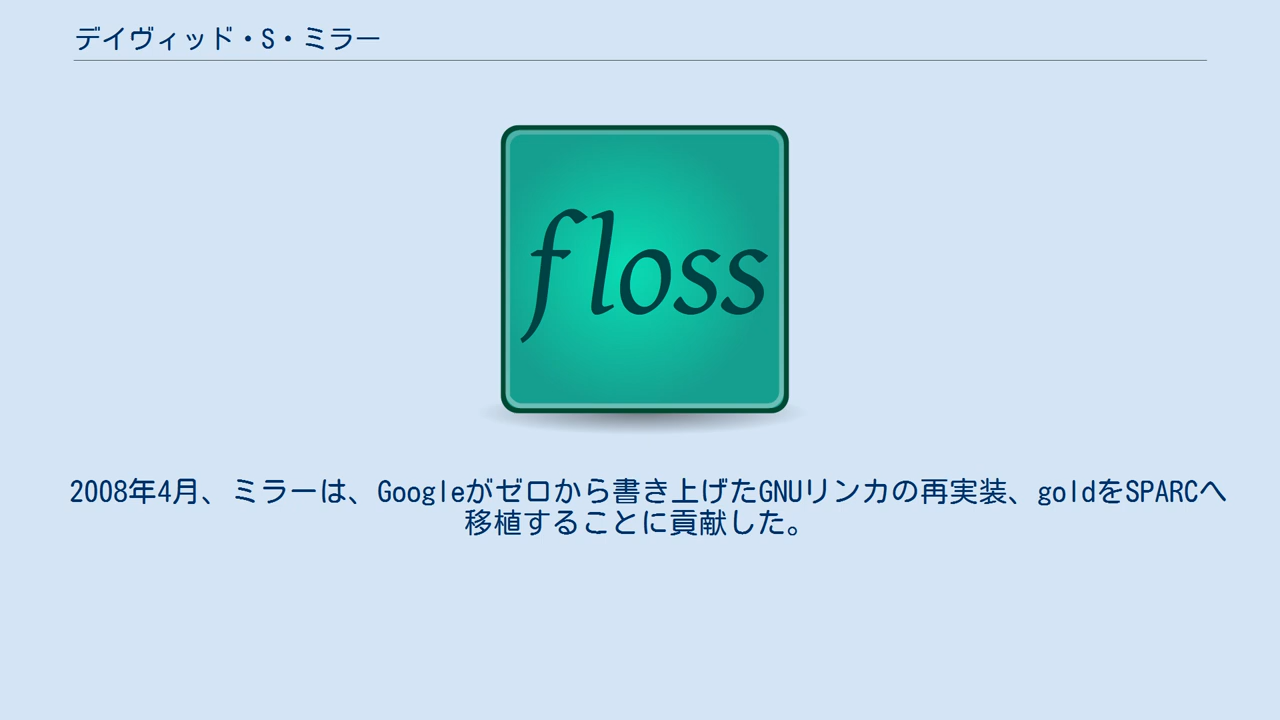 デイヴィッド・S・ミラー
floss
2008年4月、ミラーは、Googleがゼロから書き上げたGNUリンカの再実装、goldをSPARCへ
移植することに貢献した。